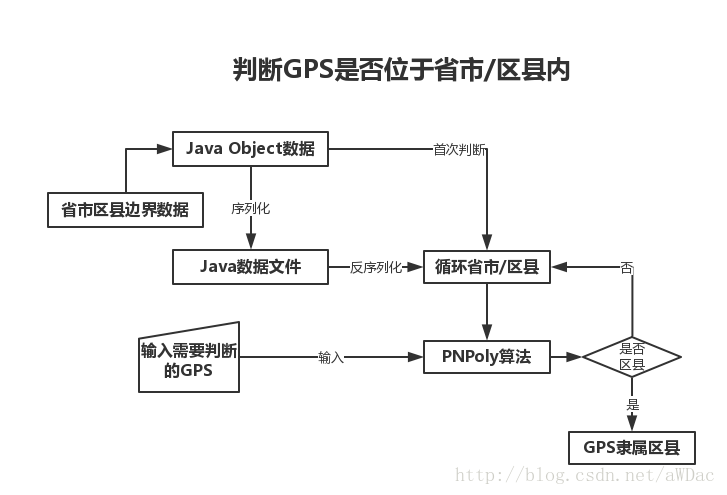 判断GPS是否位于省市/区县内
Java Object数据
首次判断
省市区县边界数据
序列化
Java数据文件
反序列化
循环省市/区县
否
输入需要判断
的GPS
输入
PNPoly算法
是否
区县
是
GPS隶属区县
http://blog.csdn.net/aWDac